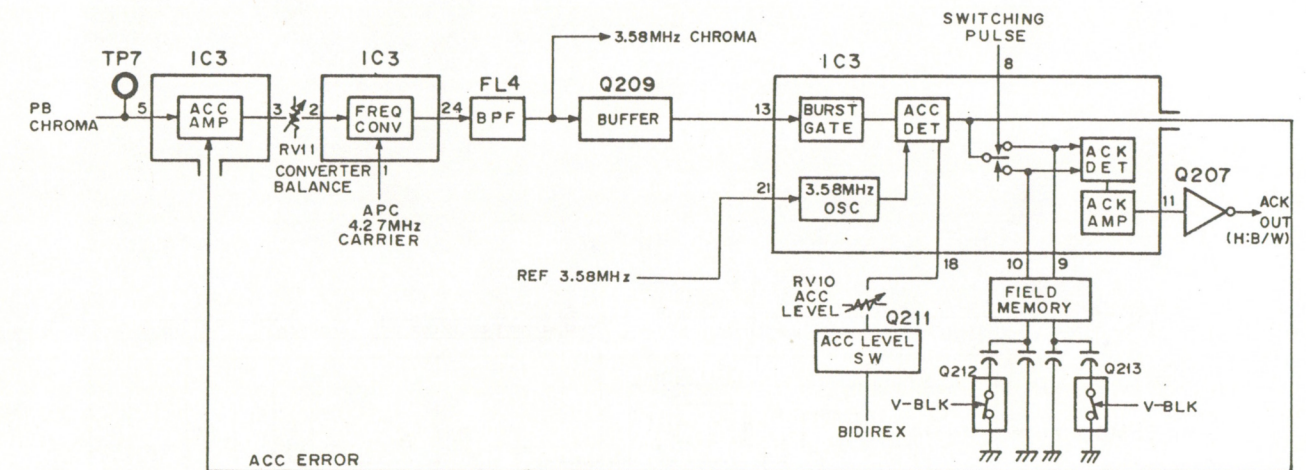 SWITCHING
PULSE
3.58MHz CHROMA
TP7
IC3
IC3
FL4
Q209
IC3
8
PB
CHROMA
5
ACC
AMP
3
2
FREQ
CONV
24
BPF
BUFFER
13
BURST
GATE
ACC
DET
RV11
CONVERTER
BALANCE
1
APC
4.27MHz
CARRIER
ACK
DET
Q207
21
3.58MHz
OSC
ACK
AMP
11
ACK
OUT
(H:B/W)
REF 3.58MHz
18
10
9
RV10
ACC
LEVEL
FIELD
MEMORY
Q211
ACC LEVEL
SW
Q212
Q213
V-BLK
V-BLK
BIDIREX
ACC ERROR